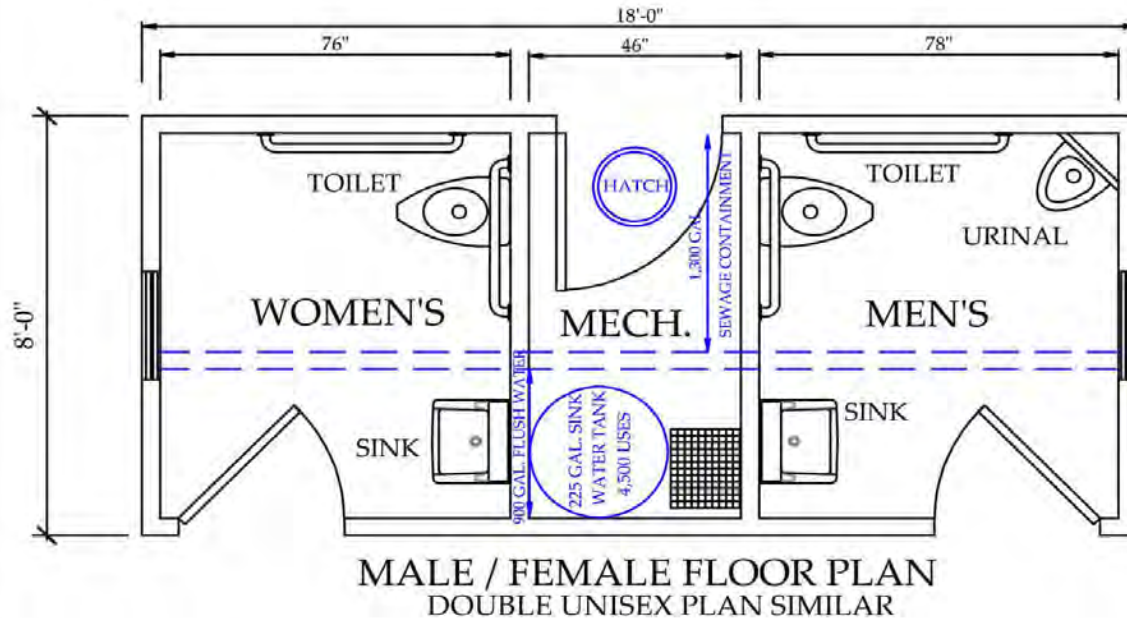 18'-0"
76"
46"
78"
8'-0"
TOILET
HATCH
TOILET
URINAL
1,300 GAL
SEWAGE CONTAINMENT
WOMEN'S
MECH.
MEN'S
SINK
900 GAL. FLUSH WATER
225 GAL. SINK
WATER TANK
4,500 USES
SINK
MALE / FEMALE FLOOR PLAN
DOUBLE UNISEX PLAN SIMILAR